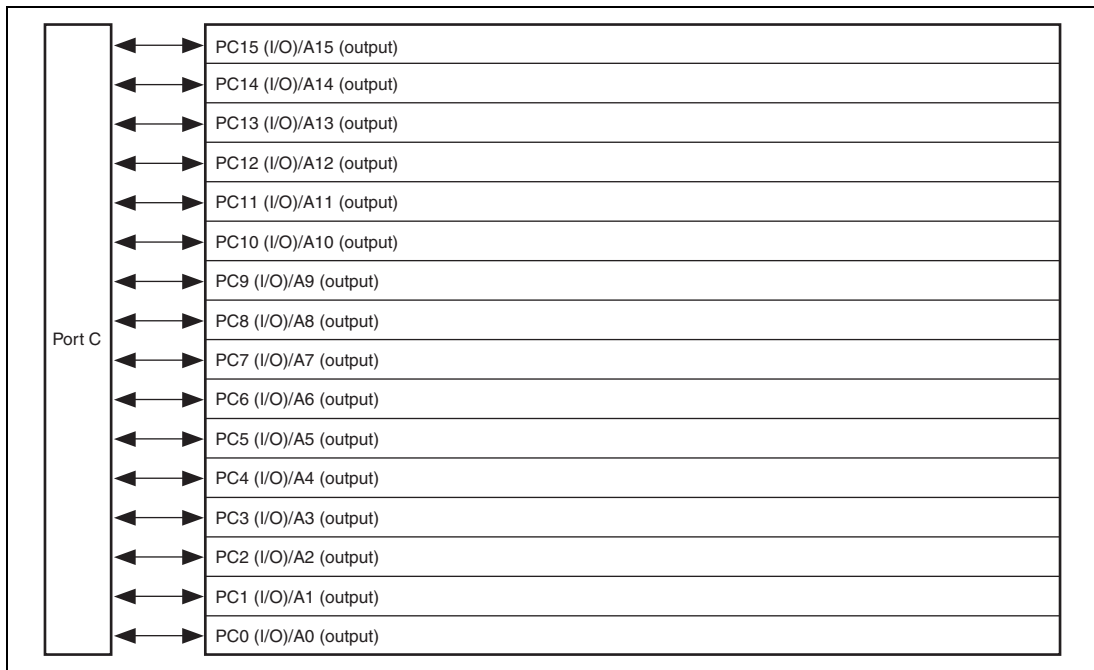 PC15 (I/O)/A15 (output)
PC14 (I/O)/A14 (output)
PC13 (I/O)/A13 (output)
PC12 (I/O)/A12 (output)
PC11 (I/O)/A11 (output)
PC10 (I/O)/A10 (output)
PC9 (I/O)/A9 (output)
PC8 (I/O)/A8 (output)
Port C
PC7 (I/O)/A7 (output)
PC6 (I/O)/A6 (output)
PC5 (I/O)/A5 (output)
PC4 (I/O)/A4 (output)
PC3 (I/O)/A3 (output)
PC2 (I/O)/A2 (output)
PC1 (I/O)/A1 (output)
PC0 (I/O)/A0 (output)